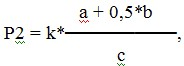 a + 0,5*b
P2 = k*——————,
c